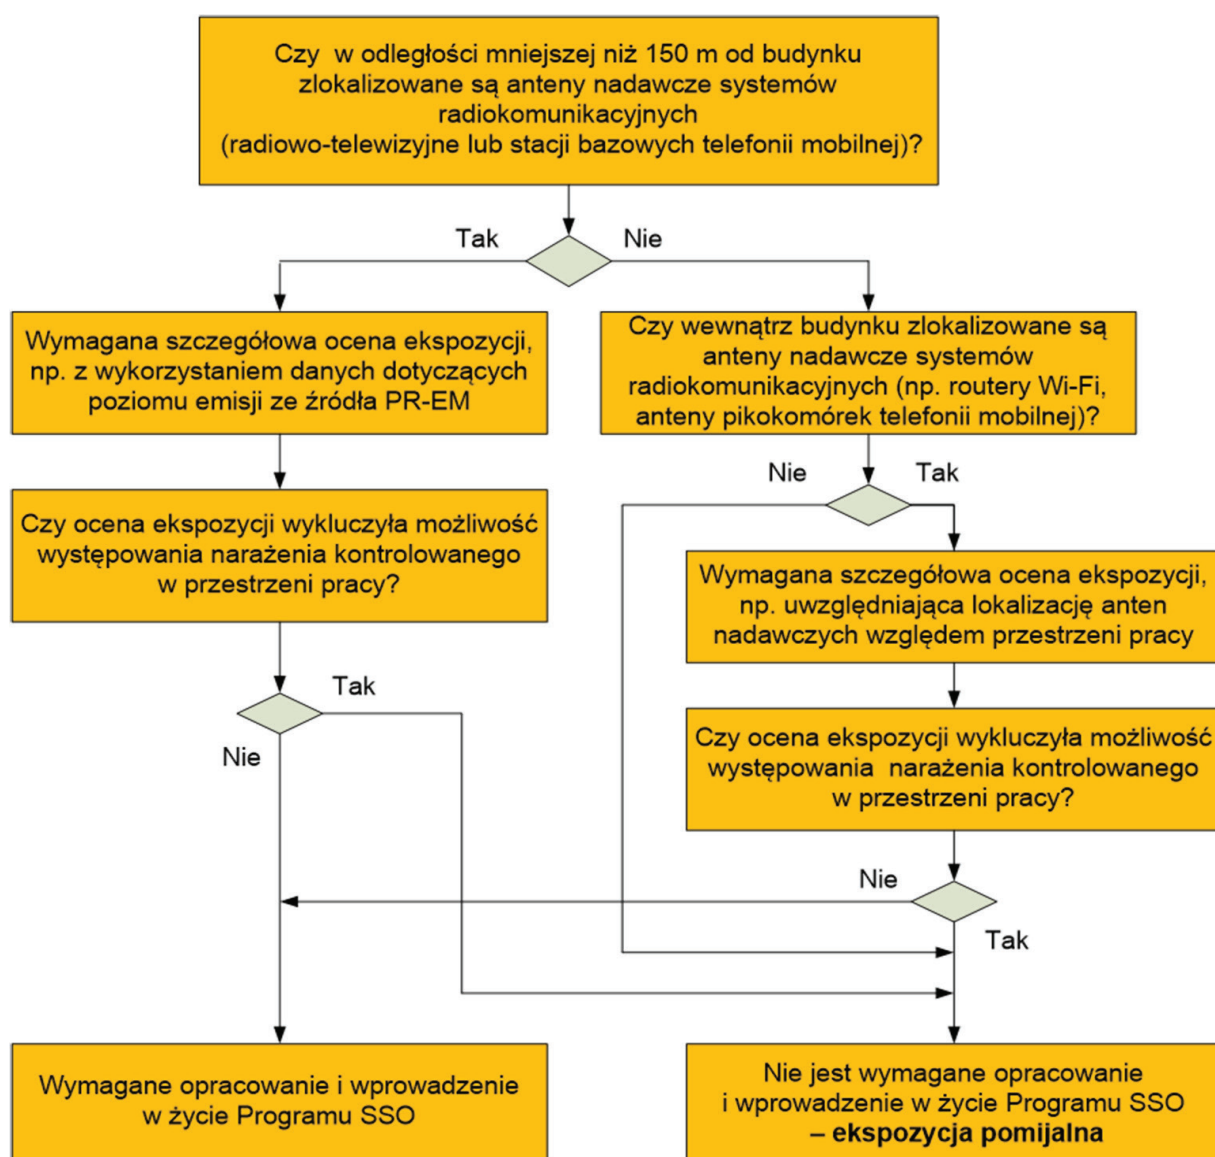 Czy w odległości mniejszej niż 150 m od budynku
zlokalizowane są anteny nadawcze systemów
radiokomunikacyjnych
(radiowo-telewizyjne lub stacji bazowych telefonii mobilnej)?
Tak
Nie
Wymagana szczegółowa ocena ekspozycji,
np. z wykorzystaniem danych dotyczących
poziomu emisji ze źródła PR-EM
Czy wewnątrz budynku zlokalizowane są
anteny nadawcze systemów
radiokomunikacyjnych (np. routery Wi-Fi,
anteny pikokomórek telefonii mobilnej)?
Nie
Tak
Czy ocena ekspozycji wykluczyła możliwość
występowania narażenia kontrolowanego
w przestrzeni pracy?
Wymagana szczegółowa ocena ekspozycji,
np. uwzględniająca lokalizację anten
nadawczych względem przestrzeni pracy
Tak
Nie
Czy ocena ekspozycji wykluczyła możliwość
występowania narażenia kontrolowanego
w przestrzeni pracy?
Nie
Tak
Wymagane opracowanie i wprowadzenie
w życie Programu SSO
Nie jest wymagane opracowanie
i wprowadzenie w życie Programu SSO
– ekspozycja pomijalna